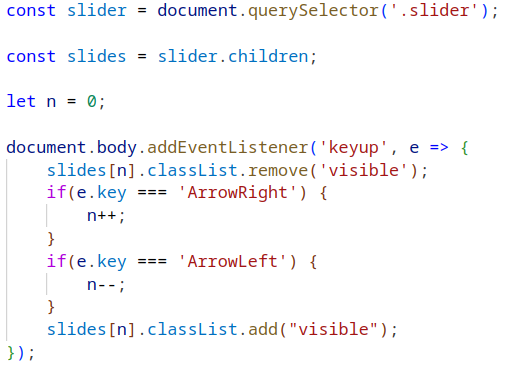 const slider = document.querySelector('.slider');
const slides = slider.children;
let n = 0;
document.body.addEventListener('keyup', e => {
    slides[n].classList.remove('visible');
    if(e.key === 'ArrowRight') {
        n++;
    }
    if(e.key === 'ArrowLeft') {
        n--;
    }
    slides[n].classList.add("visible");
});